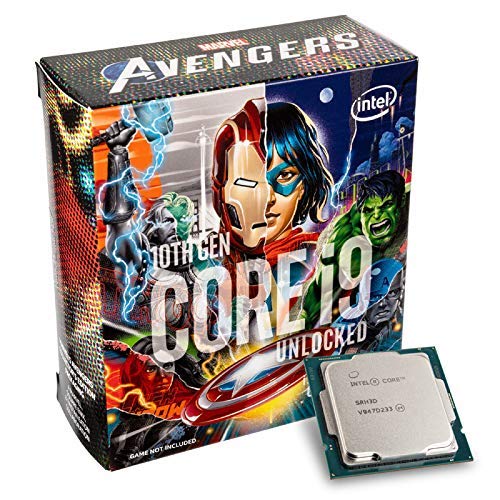 MARVEL
AVENGERS
intel
10TH GEN
CORE i9
UNLOCKED
GAME NOT INCLUDED
INTEL® CORE™
SRH3D
V847D233